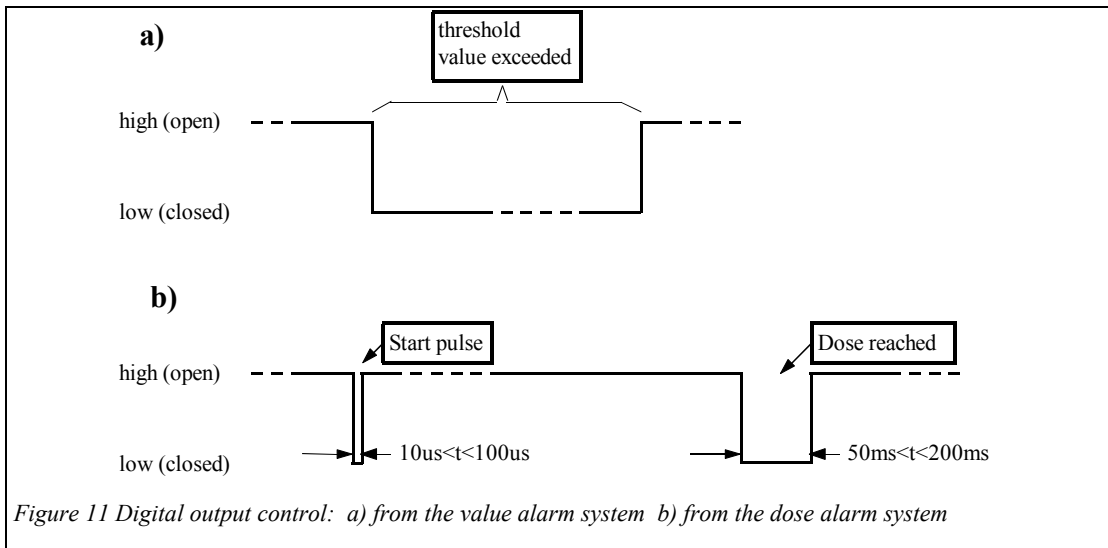 a)
threshold
value exceeded
high (open)
low (closed)
b)
Start pulse
Dose reached
high (open)
low (closed)
10us<t<100us
50ms<t<200ms
Figure 11 Digital output control: a) from the value alarm system b) from the dose alarm system